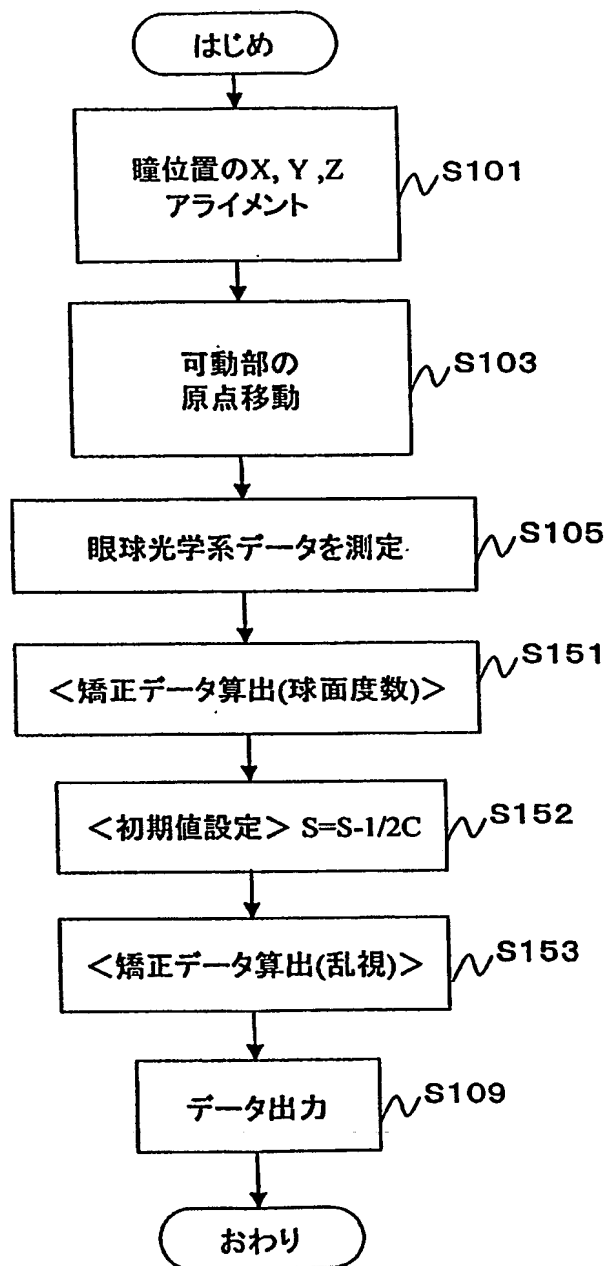 はじめ
瞳位置のX, Y ,Z
アライメント
S101
可動部の
原点移動
S103
眼球光学系データを測定
S105
＜矯正データ算出(球面度数)＞
S151
＜初期値設定＞ S=S-1/2C
S152
＜矯正データ算出(乱視)＞
S153
データ出力
S109
おわり